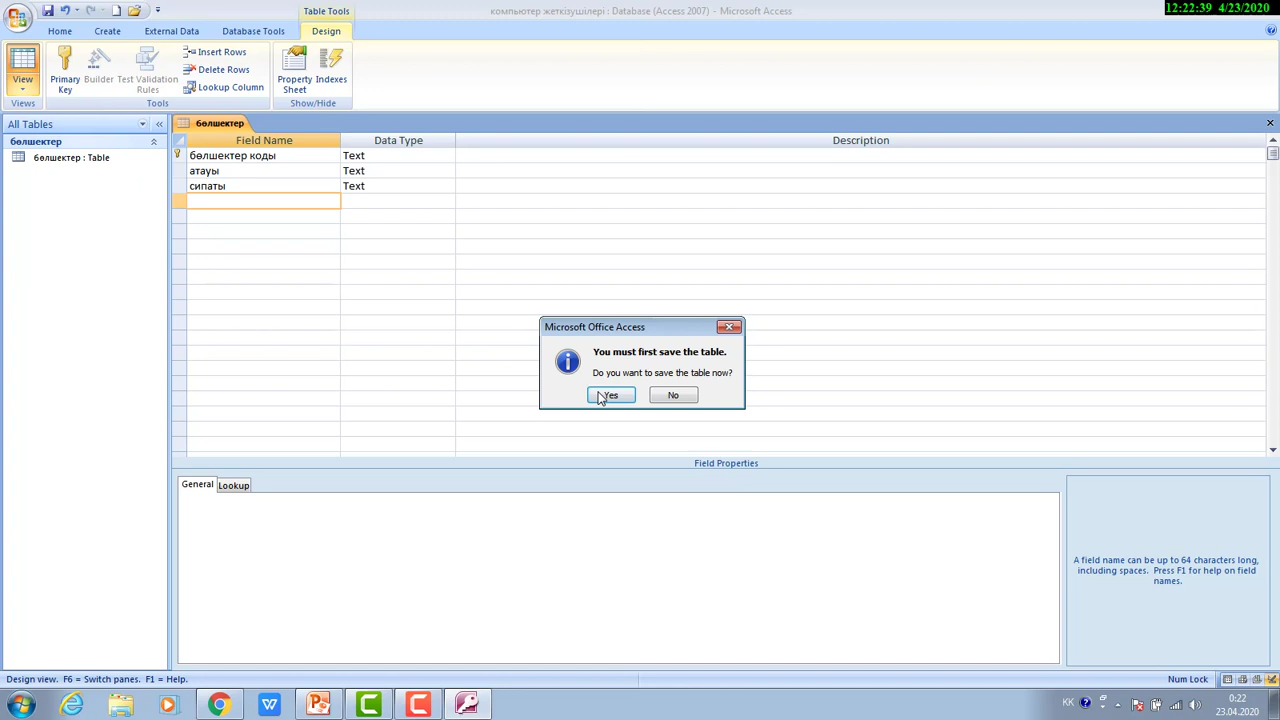 Table Tools
компьютер жеткізушілері : Database (Access 2007) - Microsoft Access
12:22:39 4/23/2020
Home
Create
External Data
Database Tools
Design
View
Primary Key
Builder
Test Validation Rules
Insert Rows
Delete Rows
Lookup Column
Property Sheet
Indexes
Views
Tools
Show/Hide
All Tables
бөлшектер
бөлшектер : Table
бөлшектер
Field Name Data Type Description
бөлшектер коды Text
атауы Text
сипаты Text
Microsoft Office Access
You must first save the table.
Do you want to save the table now?
Yes No
Field Properties
General Lookup
A field name can be up to 64 characters long,
including spaces. Press F1 for help on field
names.
Design view. F6 = Switch panes. F1 = Help.
Num Lock
KK
0:22
23.04.2020